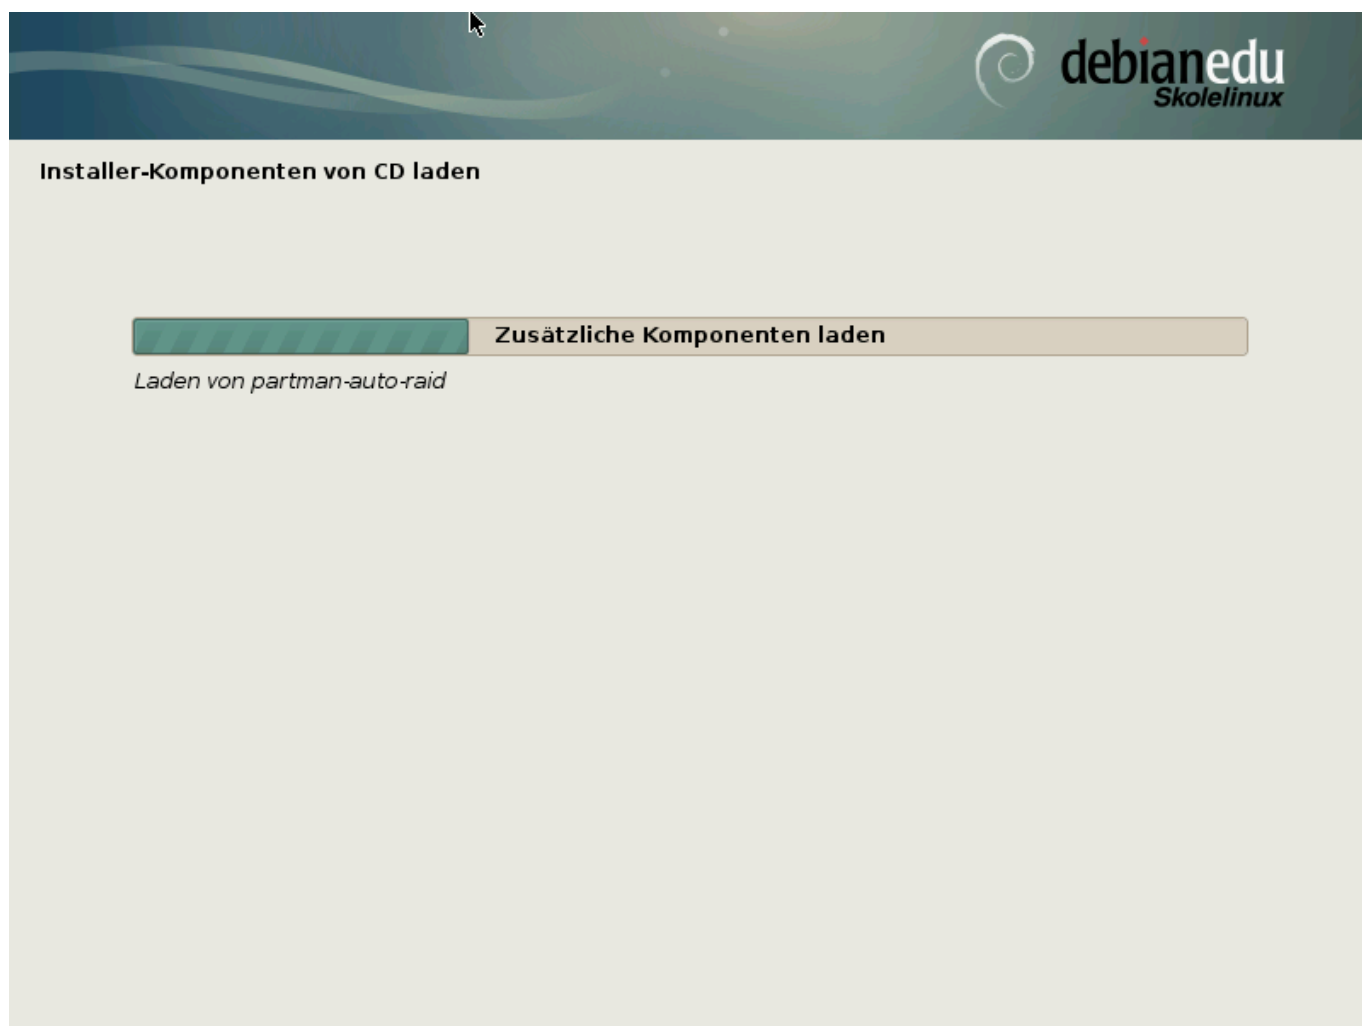 debianedu
Skolelinux
Installer-Komponenten von CD laden
Zusätzliche Komponenten laden
Laden von partman-auto-raid